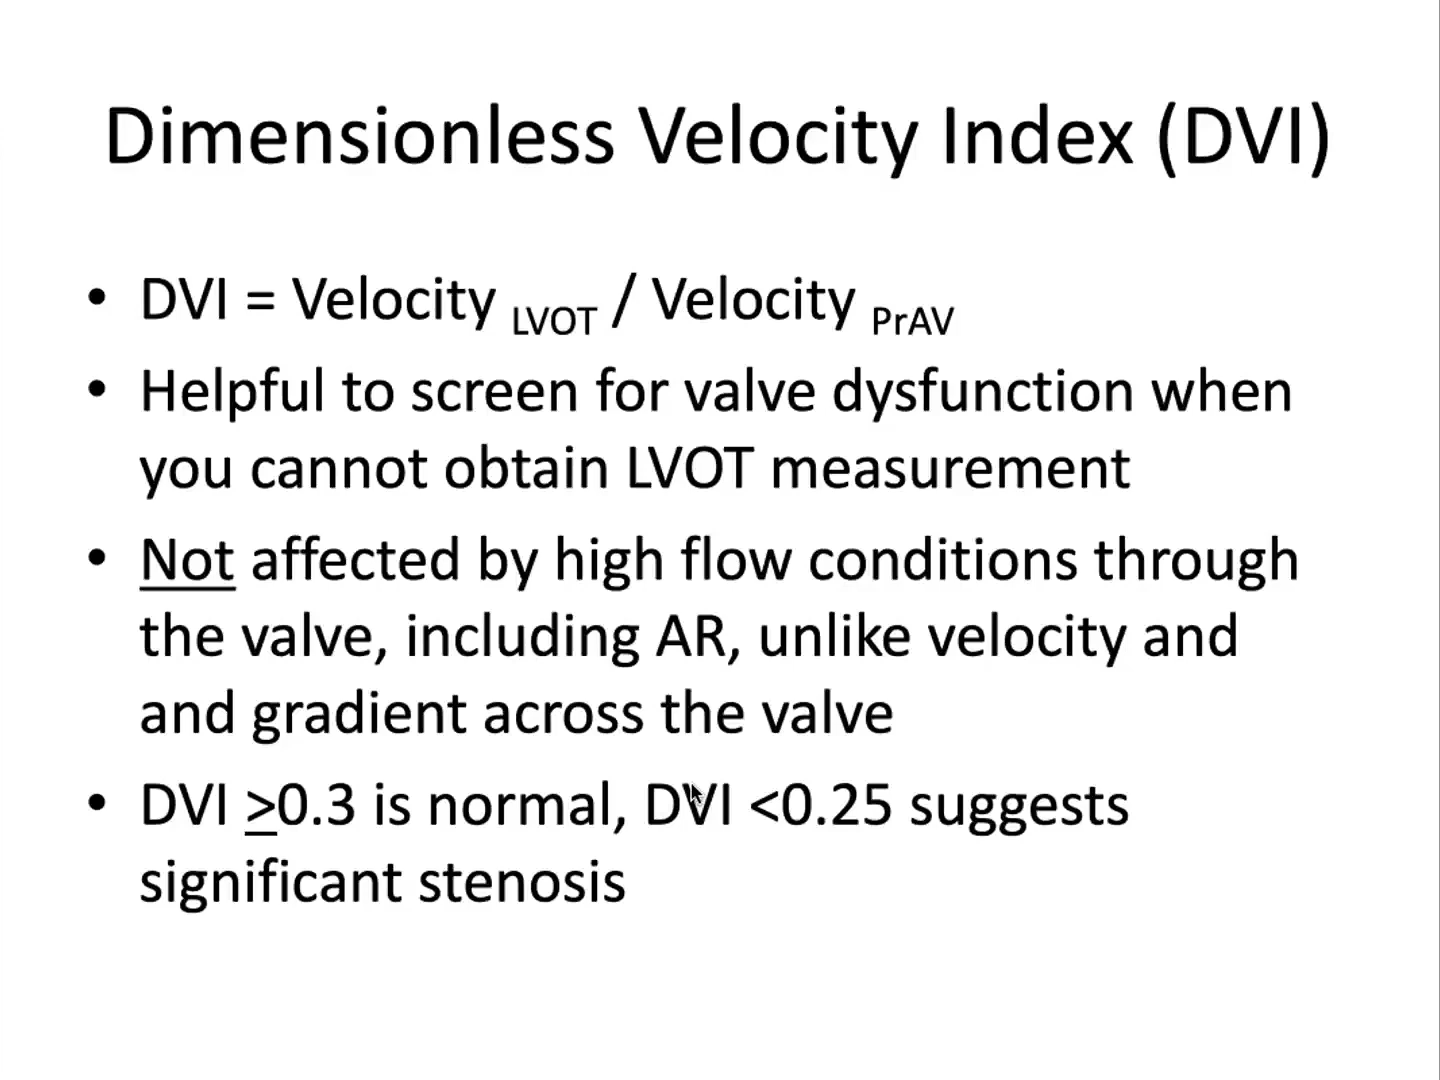 Dimensionless Velocity Index (DVI)
• DVI = Velocity LVOT / Velocity PrAV
• Helpful to screen for valve dysfunction when
you cannot obtain LVOT measurement
• Not affected by high flow conditions through
the valve, including AR, unlike velocity and
and gradient across the valve
• DVI ≥0.3 is normal, DVI <0.25 suggests
significant stenosis